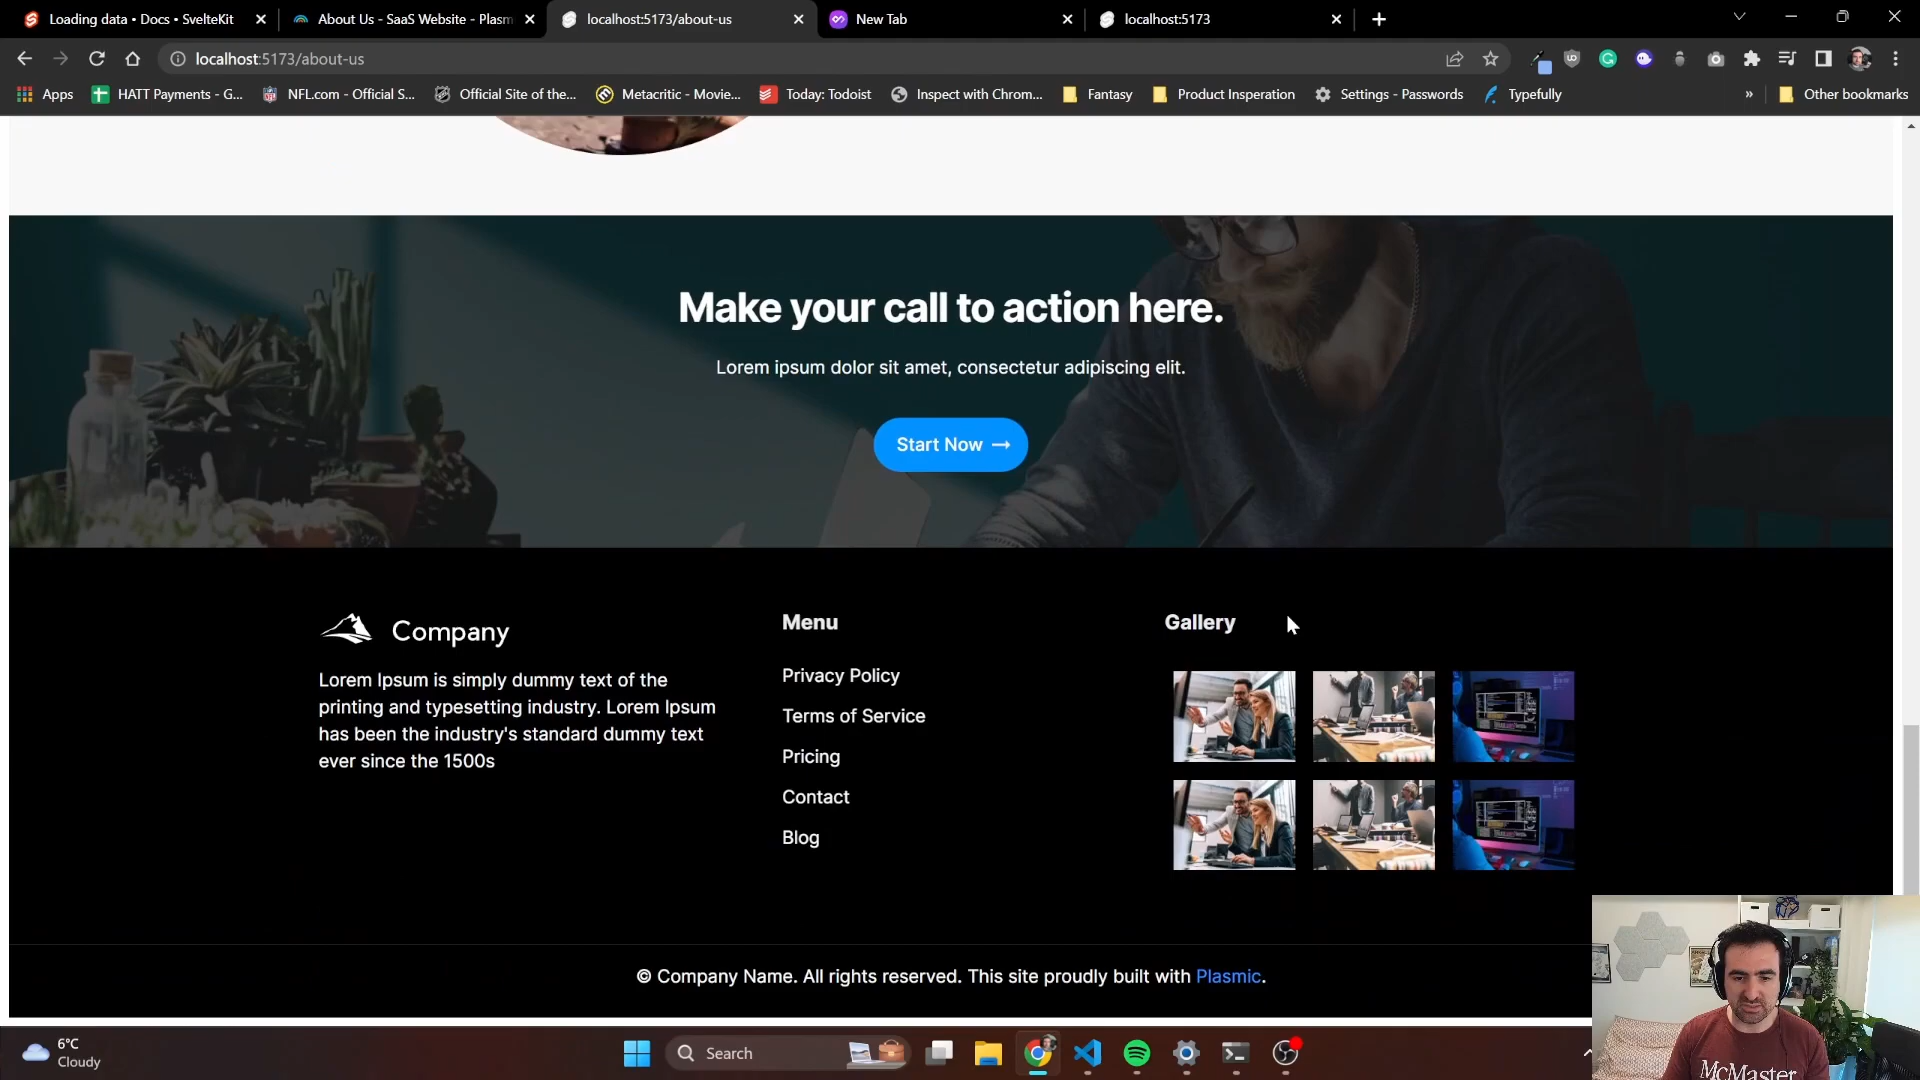 Loading data • Docs • SvelteKit
About Us - SaaS Website - Plasm
localhost:5173/about-us
New Tab
localhost:5173
localhost:5173/about-us
Apps
HATT Payments - G...
NFL.com - Official S...
Official Site of the...
Metacritic - Movie...
Today: Todoist
Inspect with Chrom...
Fantasy
Product Insperation
Settings - Passwords
Typefully
»
Other bookmarks
Make your call to action here.
Lorem ipsum dolor sit amet, consectetur adipiscing elit.
Start Now →
Company
Lorem Ipsum is simply dummy text of the
printing and typesetting industry. Lorem Ipsum
has been the industry's standard dummy text
ever since the 1500s
Menu
Privacy Policy
Terms of Service
Pricing
Contact
Blog
Gallery
© Company Name. All rights reserved. This site proudly built with Plasmic.
6°C
Cloudy
Search
McMaster